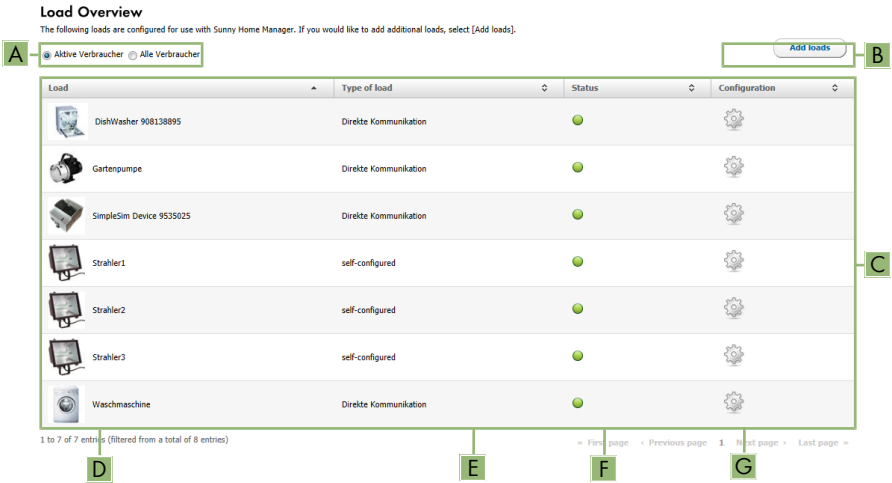 Load Overview
The following loads are configured for use with Sunny Home Manager. If you would like to add additional loads, select [Add loads].
A Aktive Verbraucher Alle Verbraucher Add loads B
Load Type of load Status Configuration
DishWasher 908138895 Direkte Kommunikation
Gartenpumpe Direkte Kommunikation
SimpleSim Device 9535025 Direkte Kommunikation
Strahler1 self-configured
C
Strahler2 self-configured
Strahler3 self-configured
Waschmaschine Direkte Kommunikation
1 to 7 of 7 entries (filtered from a total of 8 entries) « First page ‹ Previous page 1 Next page › Last page »
D E F G